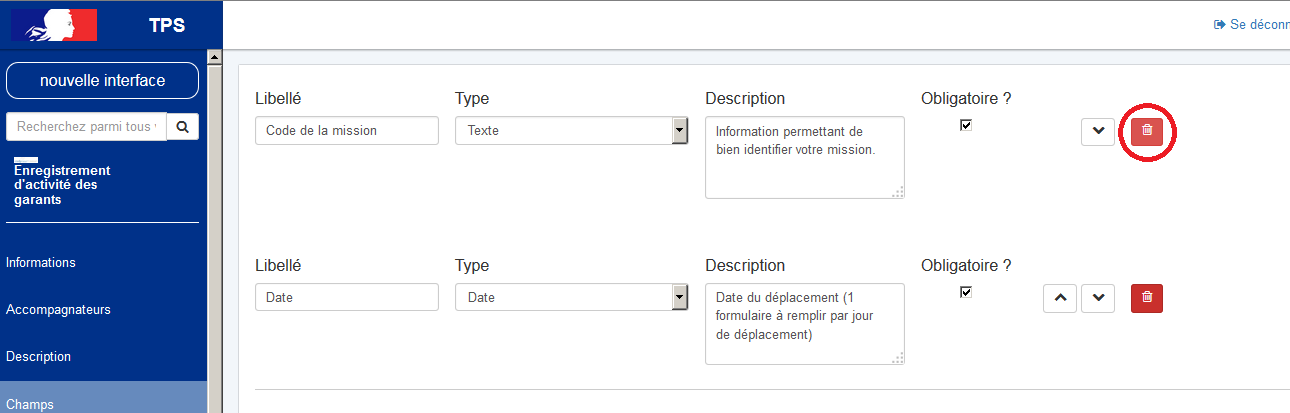 TPS
Se déconn
nouvelle interface
Recherchez parmi tous
Enregistrement
d'activité des
garants
Informations
Accompagnateurs
Description
Champs
Libellé Type Description Obligatoire ?
Code de la mission Texte Information permettant de
bien identifier votre mission.
Libellé Type Description Obligatoire ?
Date Date Date du déplacement (1
formulaire à remplir par jour
de déplacement)